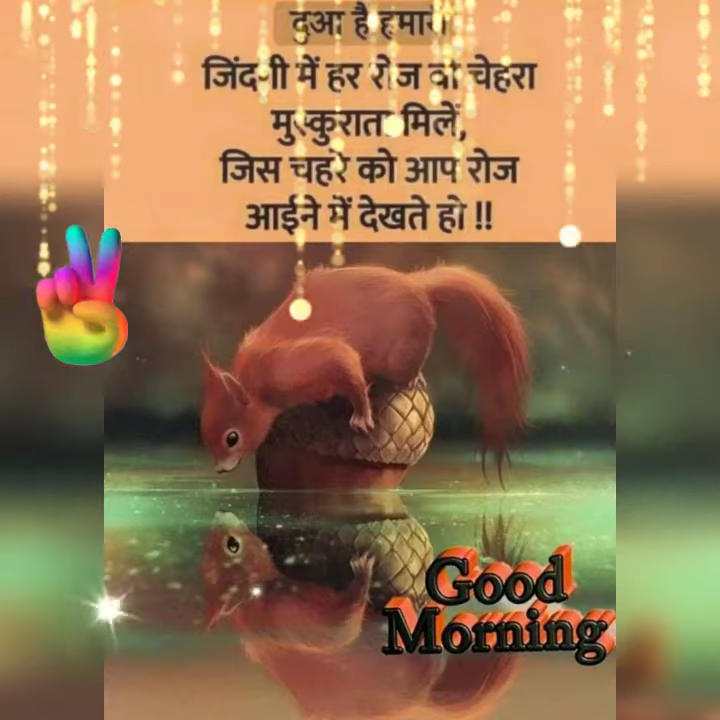 दुआ है हमारी
जिंदगी में हर रोज वो चेहरा
मुस्कुराता मिलें,
जिस चहरे को आप रोज
आईने में देखते हो !!
Good
Morning